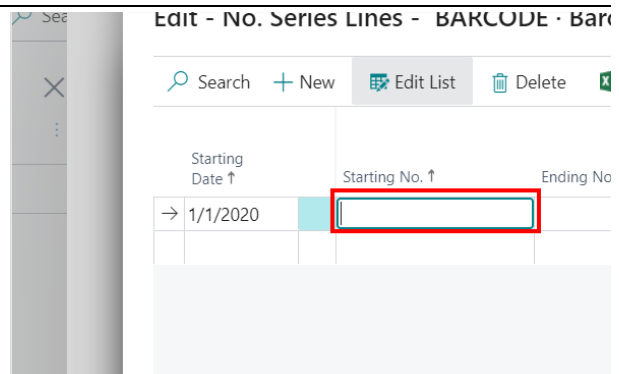 Sea
Edit - No. Series Lines - BARCODE · Barc
Search + New Edit List Delete
Starting Date ↑ Starting No. ↑ Ending No
→ 1/1/2020